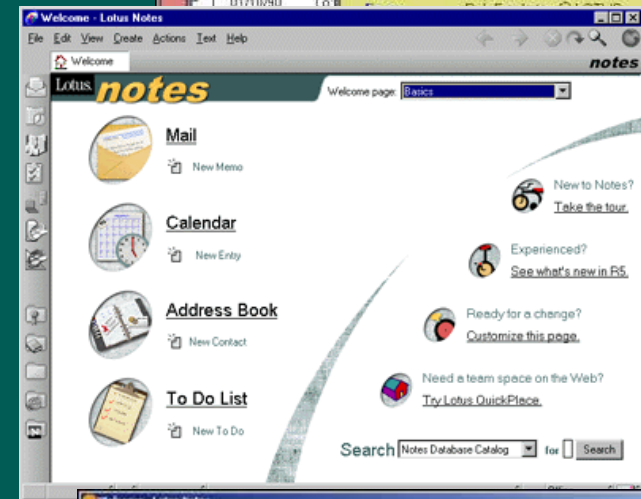 Welcome - Lotus Notes
File Edit View Create Actions Text Help
Welcome
notes
Lotus notes
Welcome page: Basics
Mail
New Memo
New to Notes?
Take the tour.
Calendar
New Entry
Experienced?
See what's new in R5.
Address Book
New Contact
Ready for a change?
Customize this page.
To Do List
New To Do
Need a team space on the Web?
Try Lotus QuickPlace.
Search Notes Database Catalog for Search